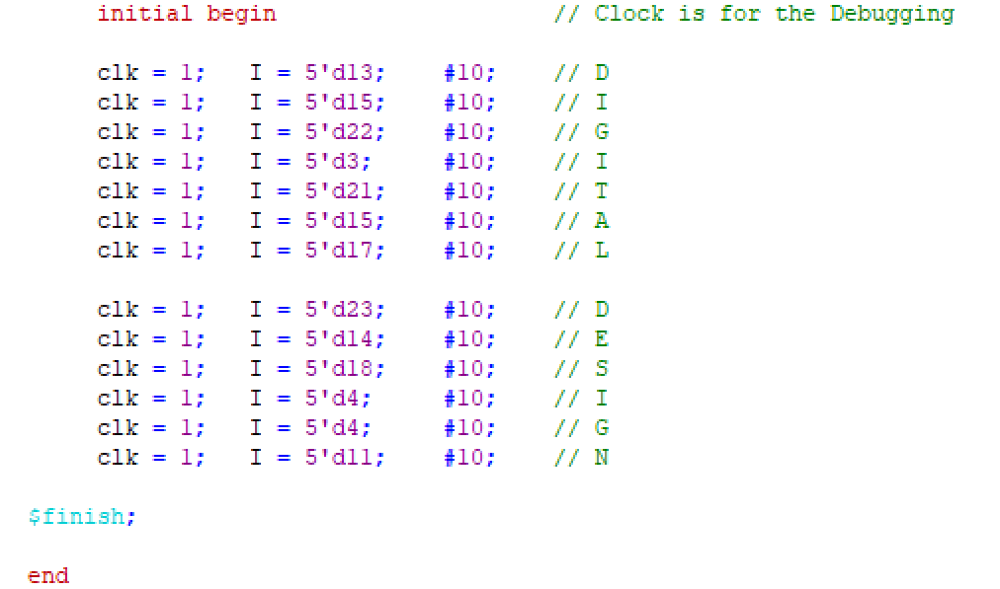 initial begin // Clock is for the Debugging
clk = 1; I = 5'd13; #10; // D
clk = 1; I = 5'd15; #10; // I
clk = 1; I = 5'd22; #10; // G
clk = 1; I = 5'd3; #10; // I
clk = 1; I = 5'd21; #10; // T
clk = 1; I = 5'd15; #10; // A
clk = 1; I = 5'd17; #10; // L
clk = 1; I = 5'd23; #10; // D
clk = 1; I = 5'd14; #10; // E
clk = 1; I = 5'd18; #10; // S
clk = 1; I = 5'd4; #10; // I
clk = 1; I = 5'd4; #10; // G
clk = 1; I = 5'd11; #10; // N
$finish;
end